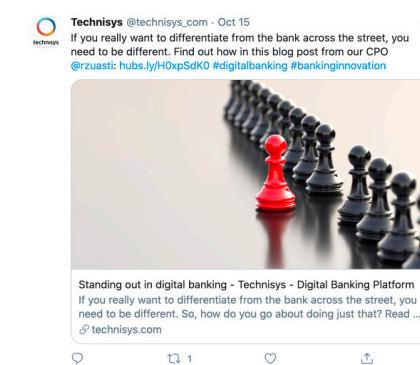 Technisys @technisys_com · Oct 15
technisys
If you really want to differentiate from the bank across the street, you
need to be different. Find out how in this blog post from our CPO
@rzuasti: hubs.ly/H0xpSdK0 #digitalbanking #bankinginnovation
Standing out in digital banking - Technisys - Digital Banking Platform
If you really want to differentiate from the bank across the street, you
need to be different. So, how do you go about doing just that? Read ...
technisys.com
1